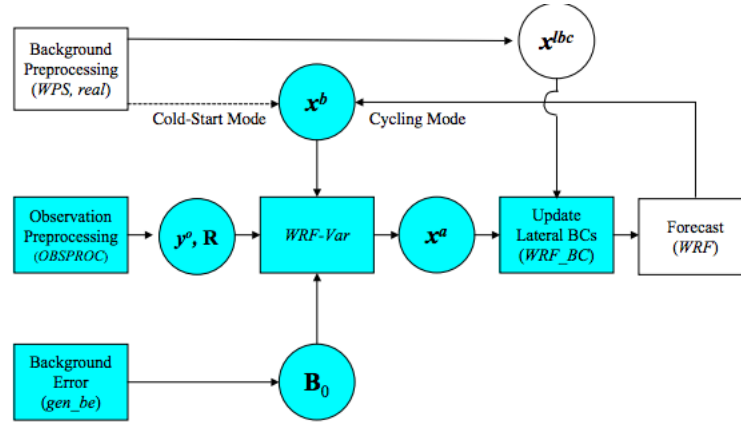 Background
Preprocessing
(WPS, real)
x^lbc
x^b
Cold-Start Mode
Cycling Mode
Observation
Preprocessing
(OBSPROC)
y^o, R
WRF-Var
x^a
Update
Lateral BCs
(WRF_BC)
Forecast
(WRF)
Background
Error
(gen_be)
B₀